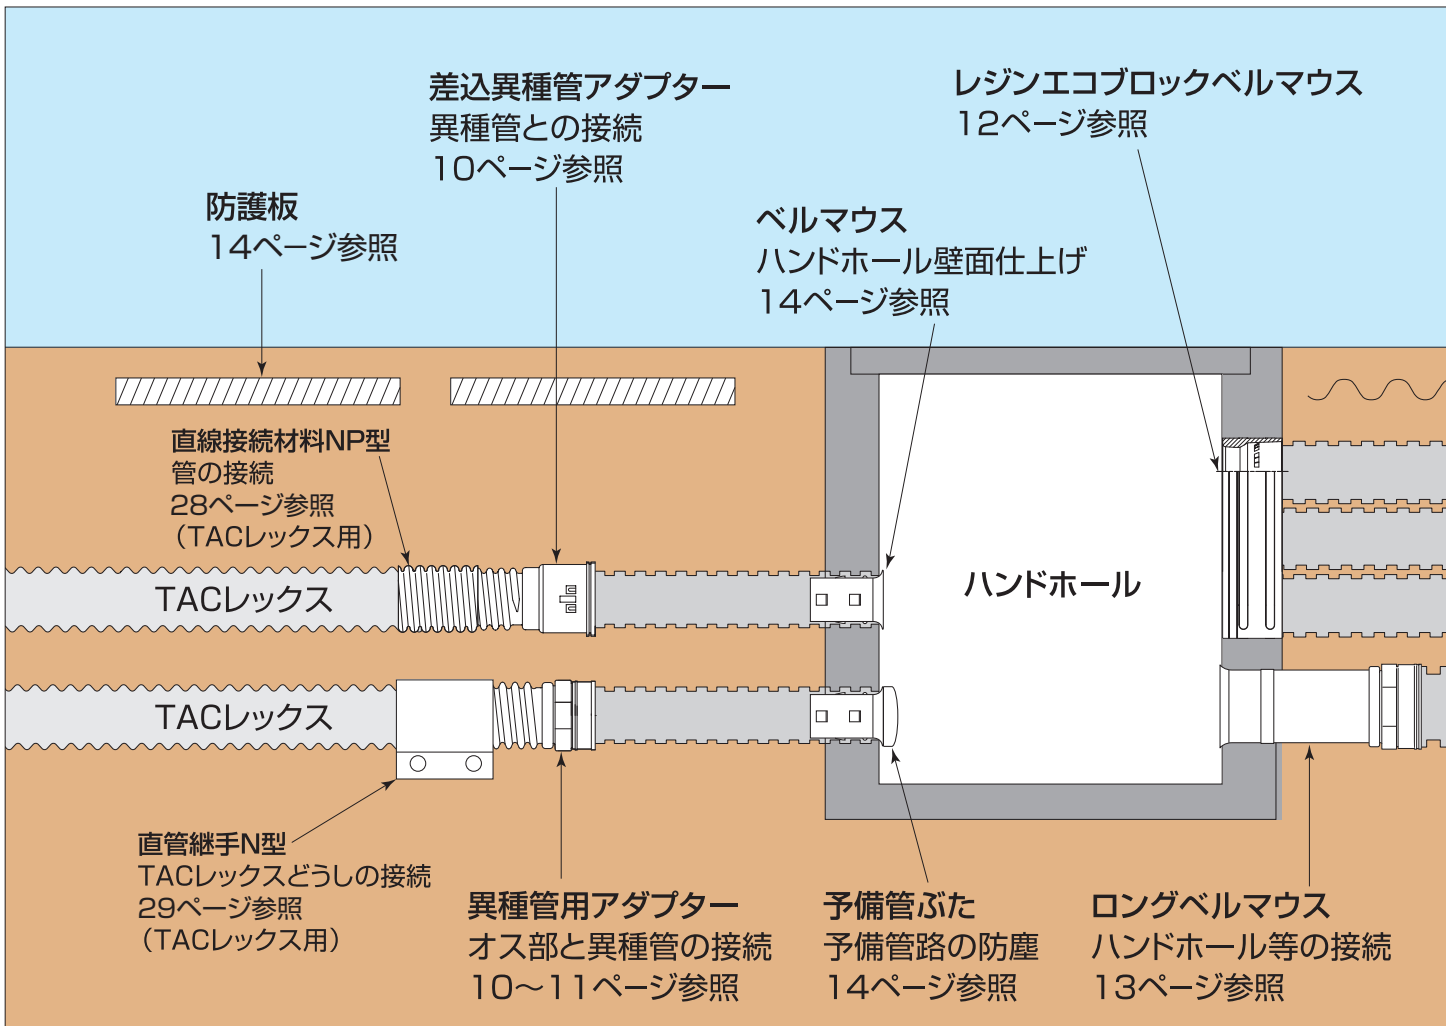 差込異種管アダプター
異種管との接続
10ページ参照
レジンエコブロックベルマウス
12ページ参照
防護板
14ページ参照
ベルマウス
ハンドホール壁面仕上げ
14ページ参照
直線接続材料NP型
管の接続
28ページ参照
（TACレックス用）
TACレックス
ハンドホール
TACレックス
直管継手N型
TACレックスどうしの接続
29ページ参照
（TACレックス用）
異種管用アダプター
オス部と異種管の接続
10～11ページ参照
予備管ぶた
予備管路の防塵
14ページ参照
ロングベルマウス
ハンドホール等の接続
13ページ参照